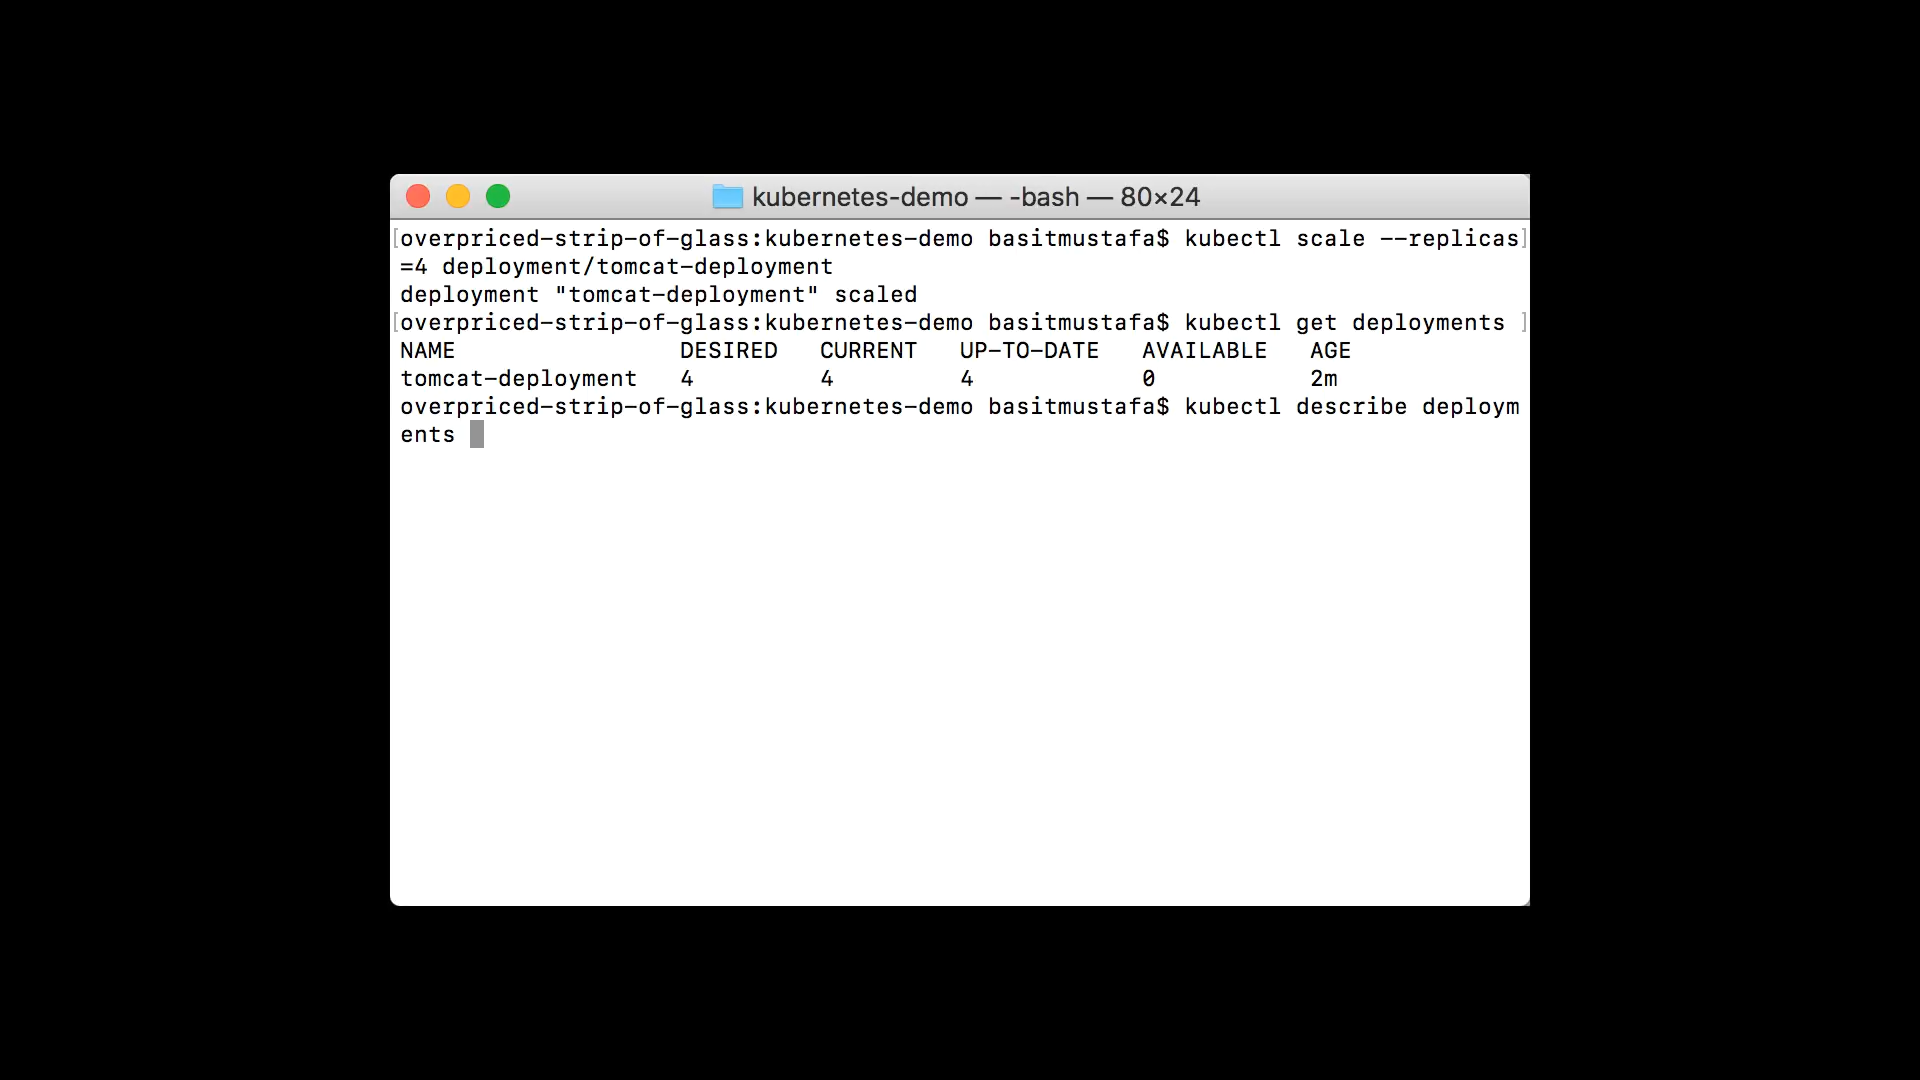 kubernetes-demo — -bash — 80×24
[overpriced-strip-of-glass:kubernetes-demo basitmustafa$ kubectl scale --replicas]
=4 deployment/tomcat-deployment
deployment "tomcat-deployment" scaled
[overpriced-strip-of-glass:kubernetes-demo basitmustafa$ kubectl get deployments ]
NAME                DESIRED   CURRENT   UP-TO-DATE   AVAILABLE   AGE
tomcat-deployment   4         4         4            0           2m
overpriced-strip-of-glass:kubernetes-demo basitmustafa$ kubectl describe deploym
ents